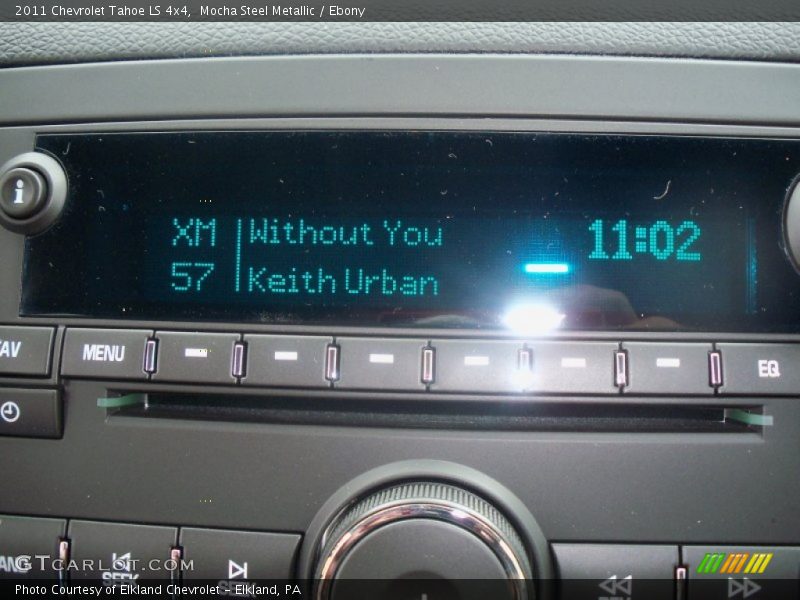 2011 Chevrolet Tahoe LS 4x4,  Mocha Steel Metallic / Ebony
i
XM Without You 11:02
57 Keith Urban
MENU EQ
SEEK
GTCARLOT.COM
Photo Courtesy of Elkland Chevrolet - Elkland, PA